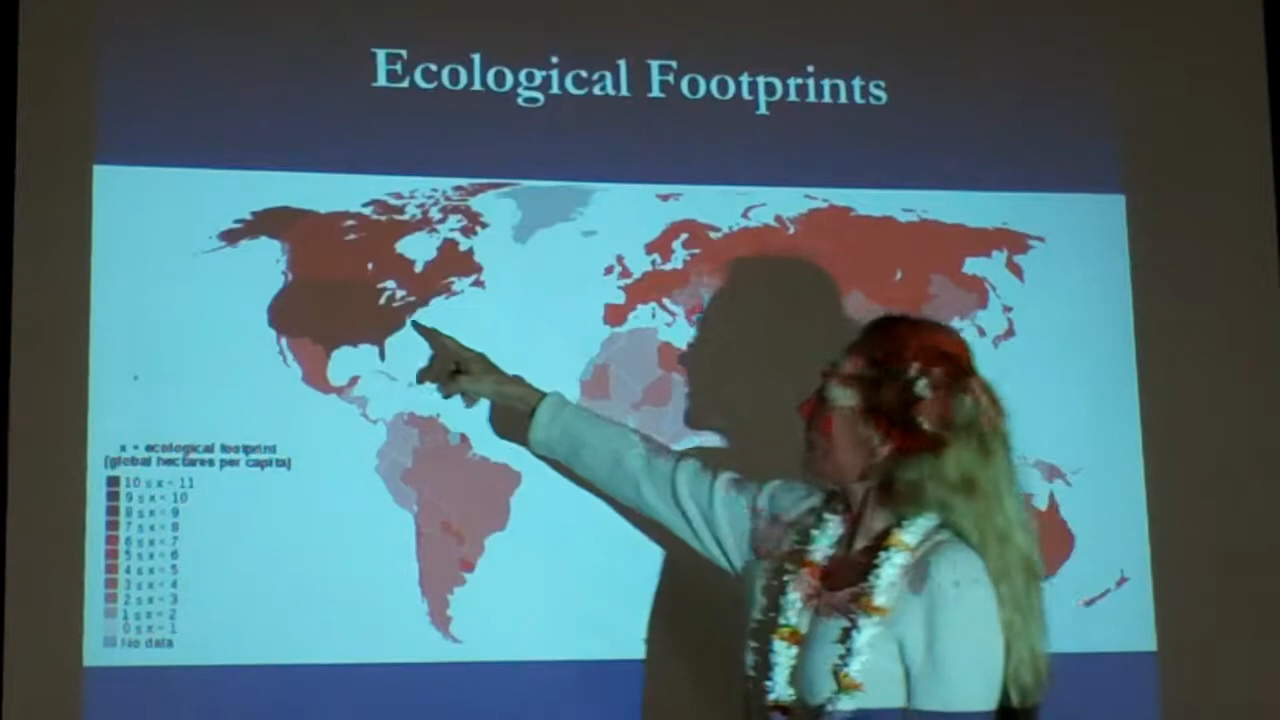 Ecological Footprints
x = ecological footprint
(global hectares per capita)
10 ≤ x < 11
9 ≤ x < 10
8 ≤ x < 9
7 ≤ x < 8
6 ≤ x < 7
5 ≤ x < 6
4 ≤ x < 5
3 ≤ x < 4
2 ≤ x < 3
1 ≤ x < 2
0 ≤ x < 1
No data